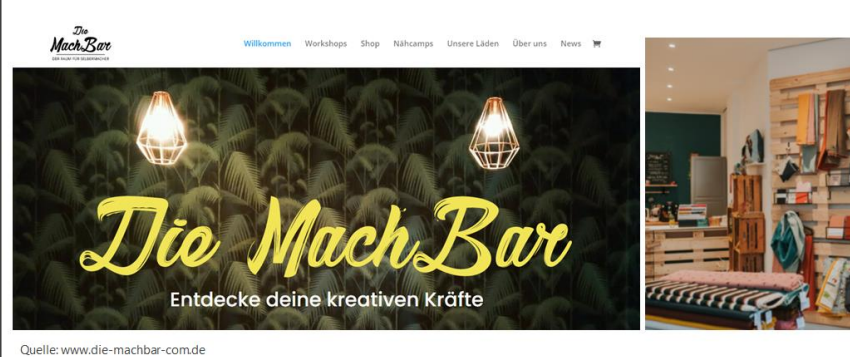 Die
MachBar
DER RAUM FÜR SELBERMACHER
Willkommen Workshops Shop Nähcamps Unsere Läden Über uns News
Die MachBar
Entdecke deine kreativen Kräfte
Quelle: www.die-machbar-com.de